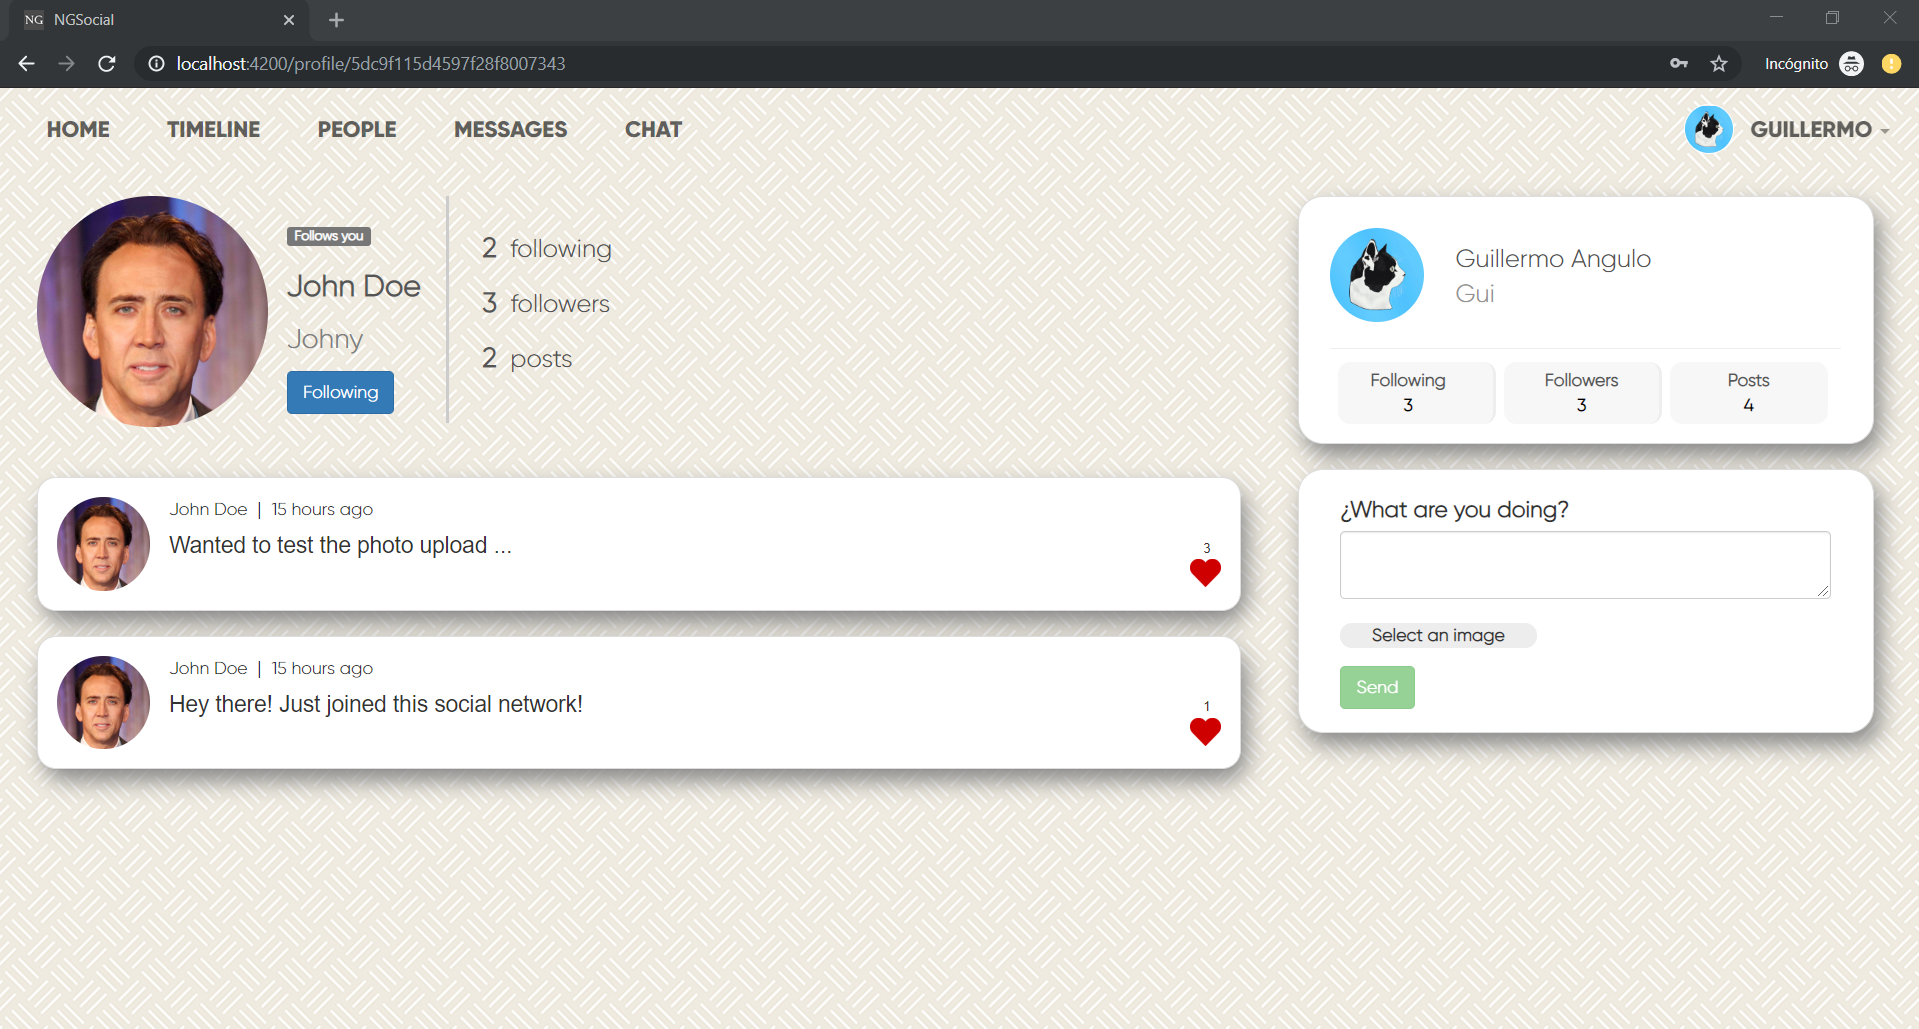 NG NGSocial
localhost:4200/profile/5dc9f115d4597f28f8007343
Incógnito
HOME TIMELINE PEOPLE MESSAGES CHAT
GUILLERMO
Follows you
John Doe
Johny
Following
2 following
3 followers
2 posts
Guillermo Angulo
Gui
Following
3
Followers
3
Posts
4
John Doe | 15 hours ago
Wanted to test the photo upload ...
3
John Doe | 15 hours ago
Hey there! Just joined this social network!
1
¿What are you doing?
Select an image
Send